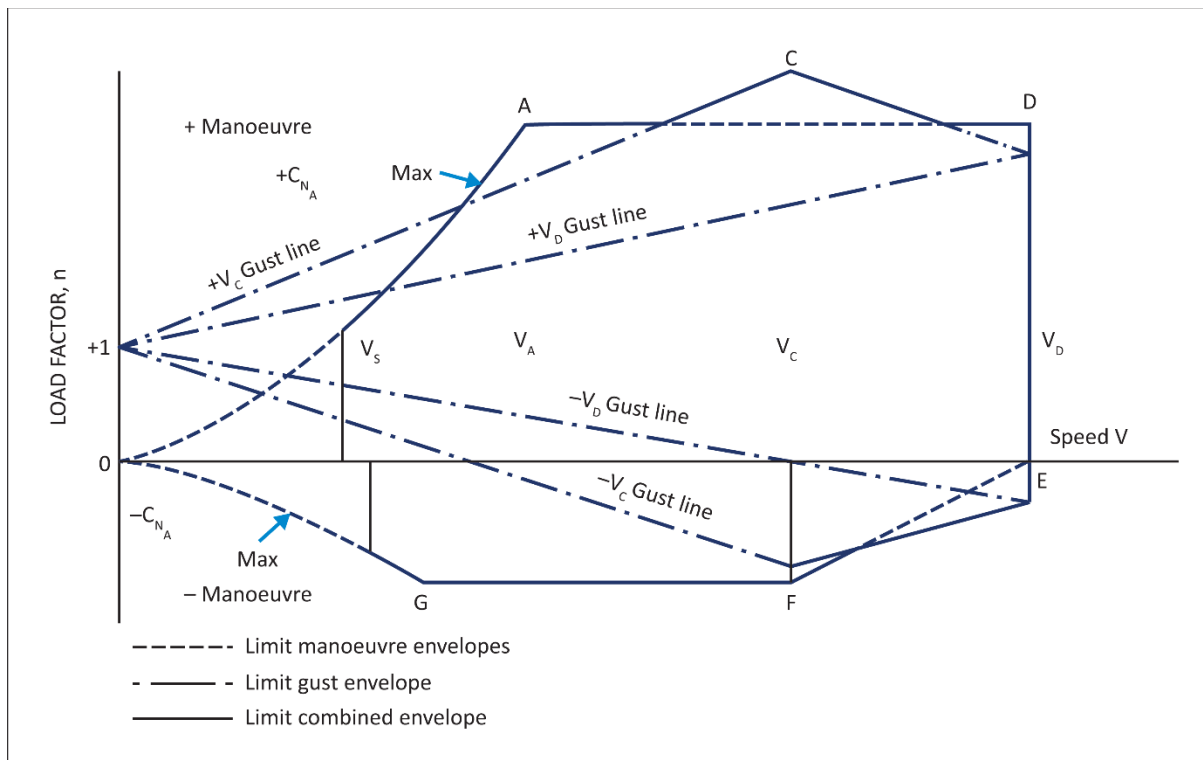 C
A
D
+ Manoeuvre
Max
+C_{N_A}
+V_D Gust line
+V_C Gust line
LOAD FACTOR, n
+1
V_S
V_A
V_C
V_D
–V_D Gust line
Speed V
0
E
–V_C Gust line
–C_{N_A}
Max
– Manoeuvre
G
F
Limit manoeuvre envelopes
Limit gust envelope
Limit combined envelope